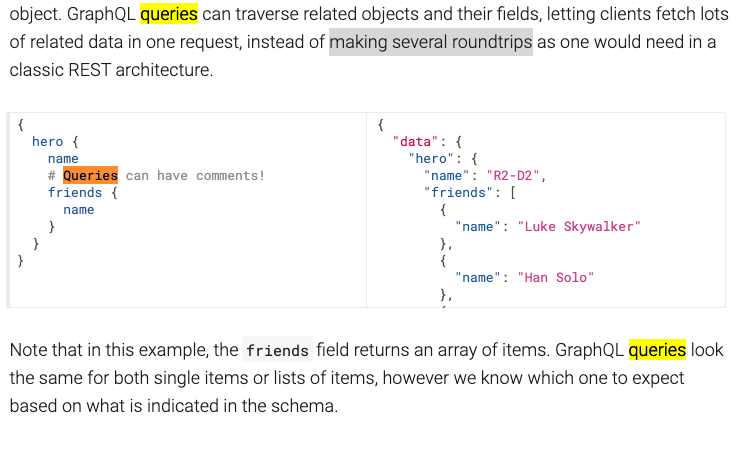 object. GraphQL queries can traverse related objects and their fields, letting clients fetch lots
of related data in one request, instead of making several roundtrips as one would need in a
classic REST architecture.
{
  hero {
    name
    # Queries can have comments!
    friends {
      name
    }
  }
}
{
  "data": {
    "hero": {
      "name": "R2-D2",
      "friends": [
        {
          "name": "Luke Skywalker"
        },
        {
          "name": "Han Solo"
        },
Note that in this example, the friends field returns an array of items. GraphQL queries look
the same for both single items or lists of items, however we know which one to expect
based on what is indicated in the schema.